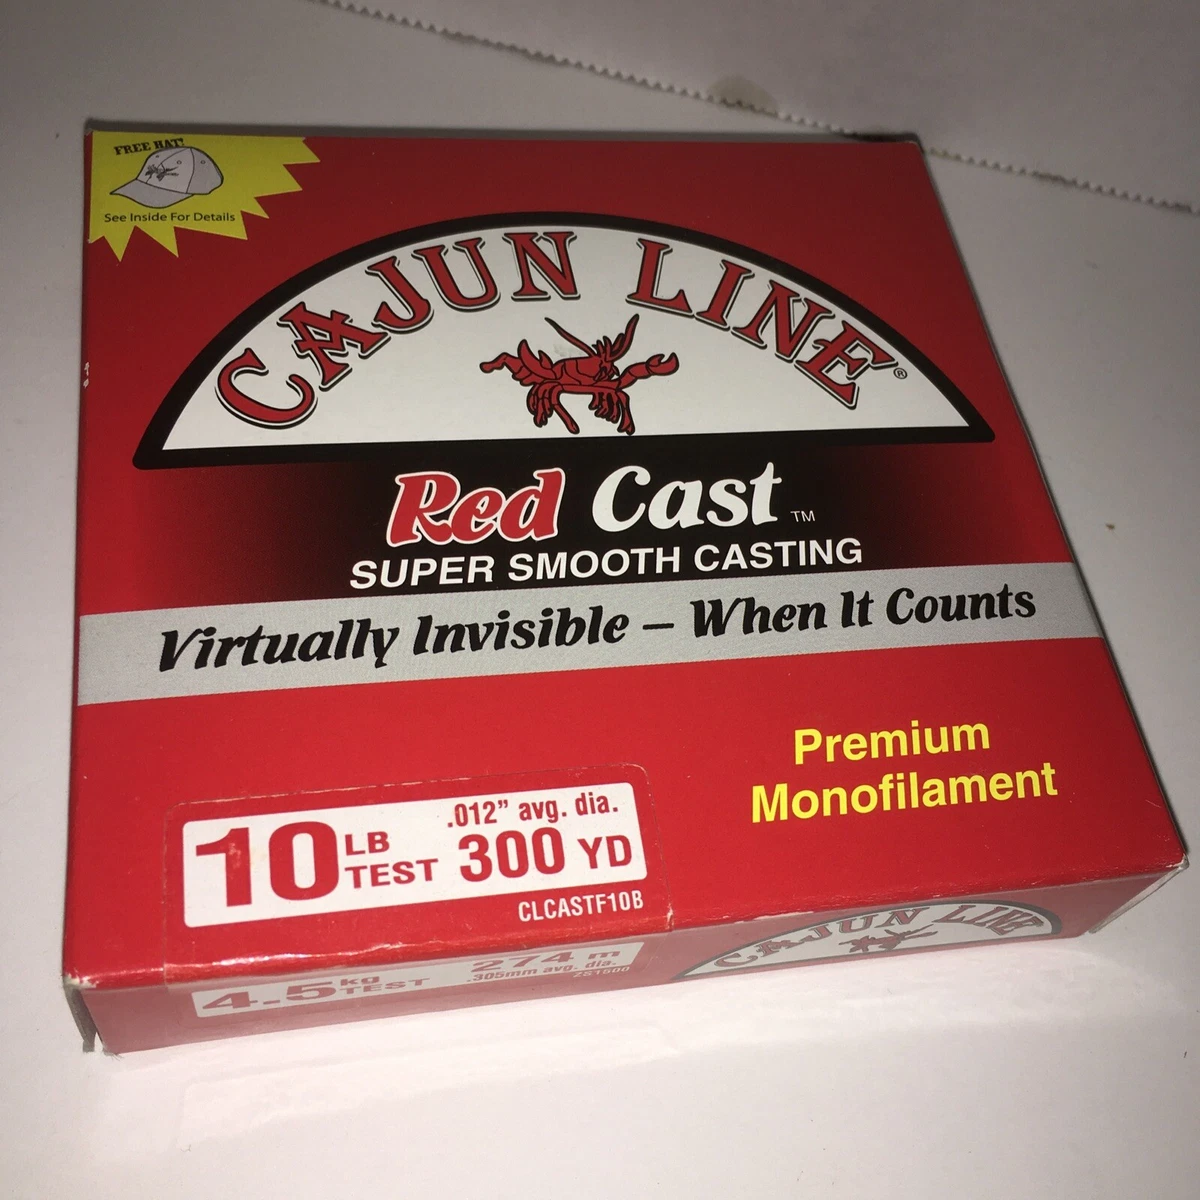 FREE HAT!
See Inside For Details
CAJUN LINE®
Red Cast™
SUPER SMOOTH CASTING
Virtually Invisible – When It Counts
Premium
Monofilament
10 LB TEST
.012" avg. dia.
300 YD
CLCASTF10B
4.5 kg TEST
274 m
.305mm avg. dia.
CAJUN LINE